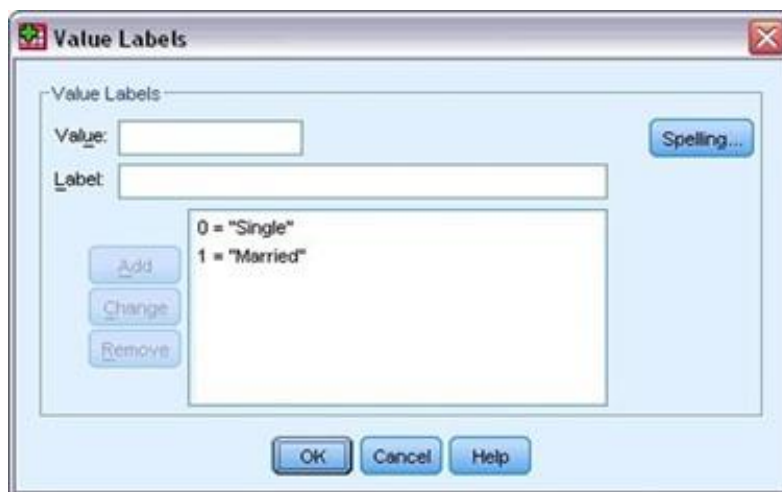 Value Labels
Value Labels
Value:
Spelling...
Label:
0 = "Single"
1 = "Married"
Add
Change
Remove
OK
Cancel
Help